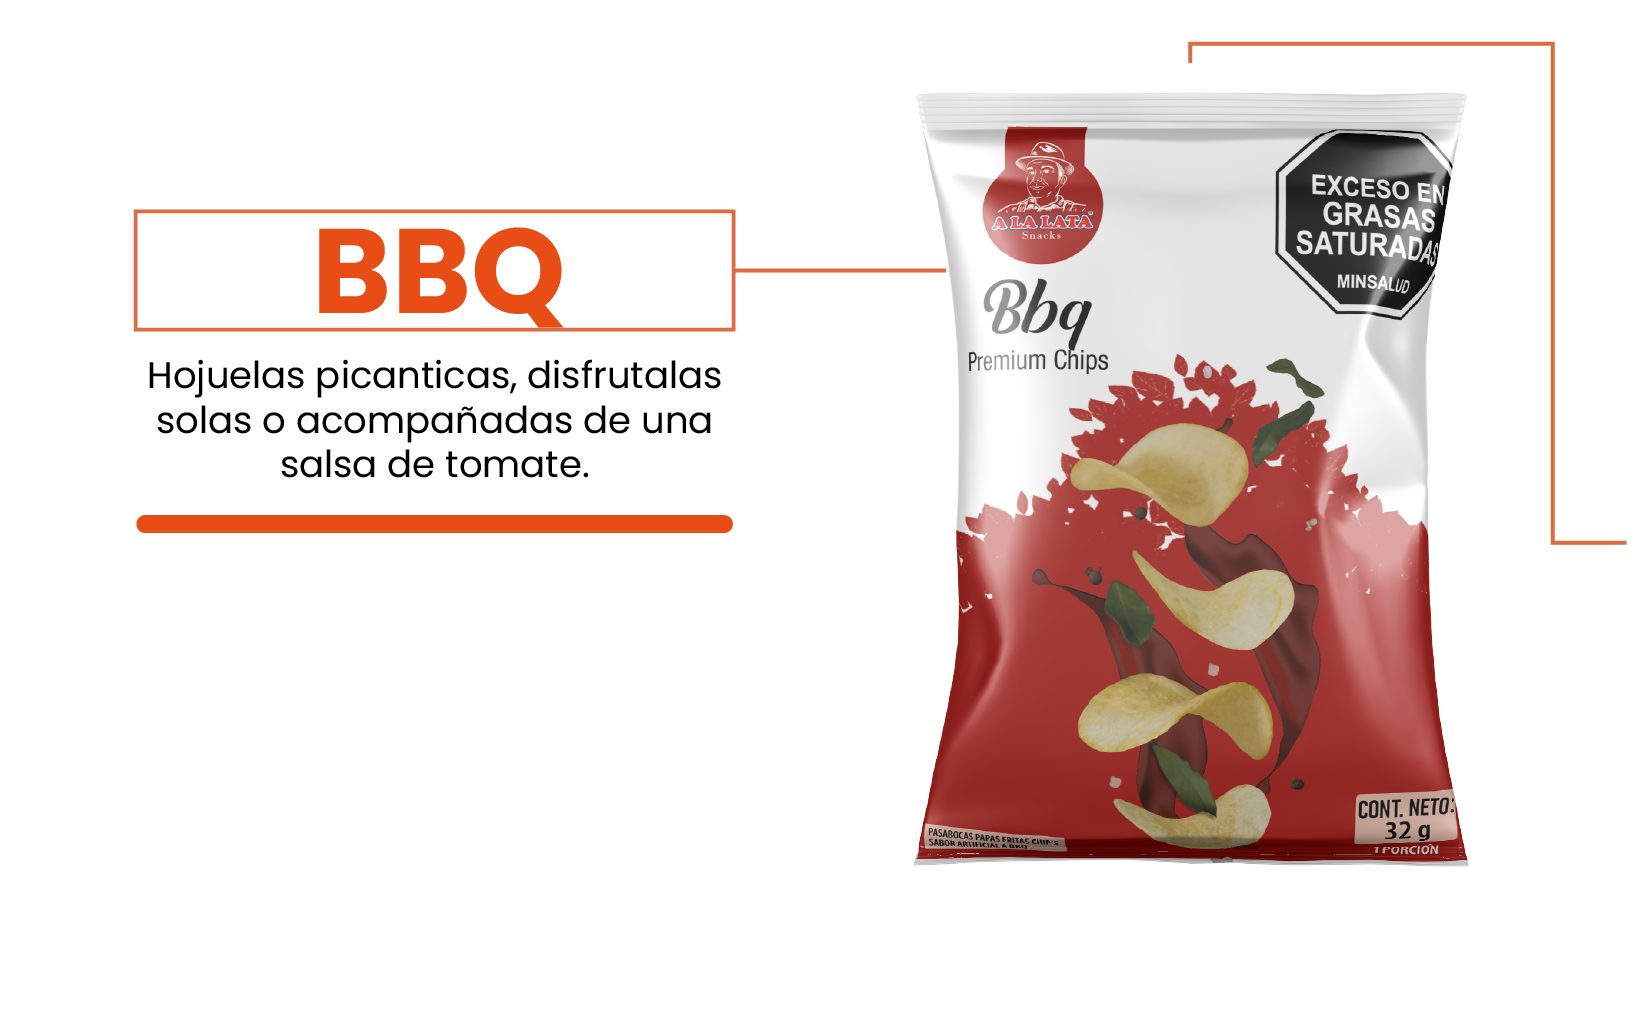 BBQ
Hojuelas picanticas, disfrutalas
solas o acompañadas de una
salsa de tomate.
A LA LATA
Snacks
Bbq
Premium Chips
EXCESO EN
GRASAS
SATURADAS
MINSALUD
PASABOCAS PAPAS FRITAS CHIP'S
SABOR ARTIFICIAL A BBQ
CONT. NETO:
32 g
1 PORCIÓN